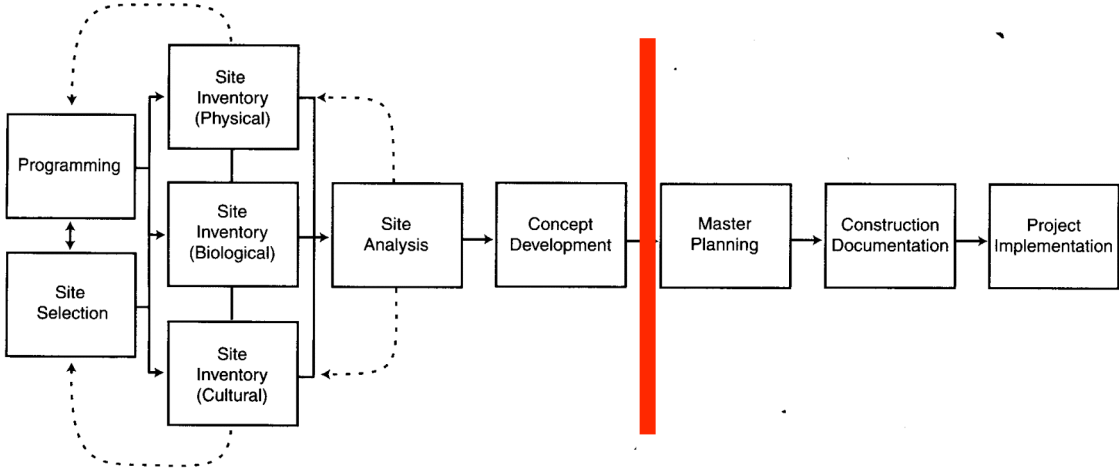 Programming
Site
Selection
Site
Inventory
(Physical)
Site
Inventory
(Biological)
Site
Inventory
(Cultural)
Site
Analysis
Concept
Development
Master
Planning
Construction
Documentation
Project
Implementation